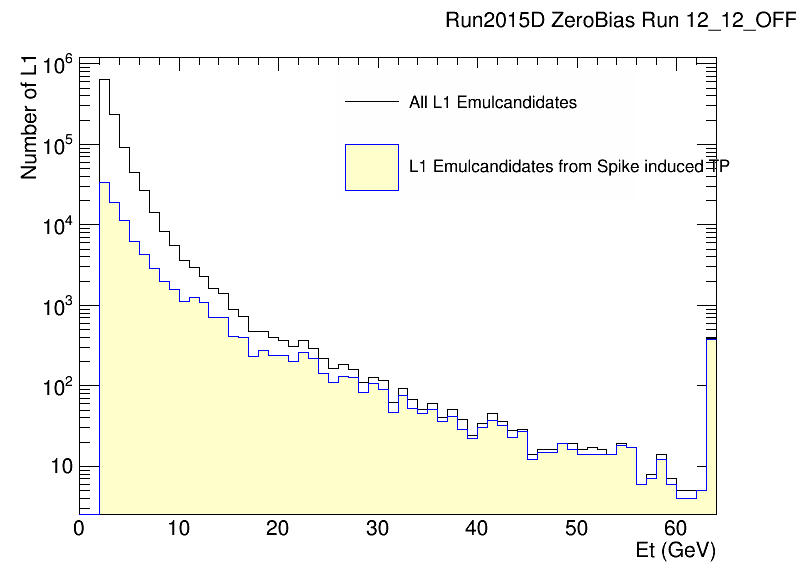 Run2015D ZeroBias Run 12_12_OFF
Number of L1
10^6
10^5
10^4
10^3
10^2
10
All L1 Emulcandidates
L1 Emulcandidates from Spike induced TP
0 10 20 30 40 50 60
Et (GeV)